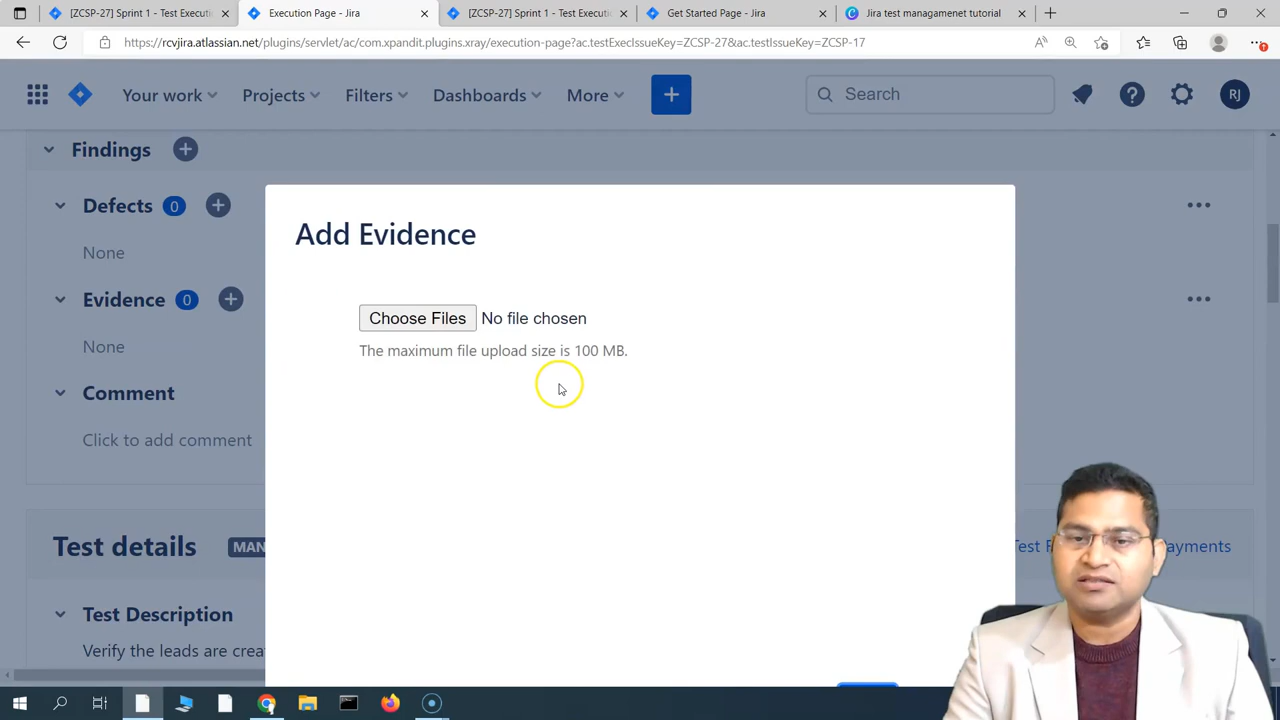 [ZCSP-27] Sprint 1 - Test Executi
Execution Page - Jira
[ZCSP-27] Sprint 1 - Test Executi
Get Started Page - Jira
Jira test managamenet tutorial
https://rcvjira.atlassian.net/plugins/servlet/ac/com.xpandit.plugins.xray/execution-page?ac.testExecIssueKey=ZCSP-27&ac.testIssueKey=ZCSP-17
Your work
Projects
Filters
Dashboards
More
Search
RJ
Findings
Defects 0
None
Evidence 0
None
Comment
Click to add comment
Add Evidence
Choose Files No file chosen
The maximum file upload size is 100 MB.
Test details
MAN
Test
ayments
Test Description
Verify the leads are crea